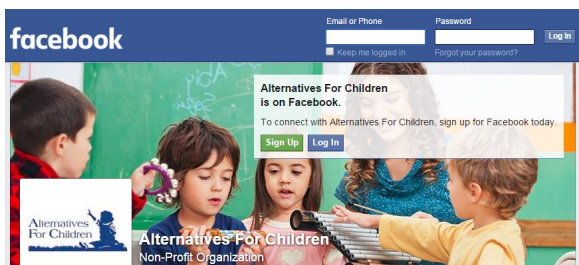 Email or Phone
Password
facebook
Log In
Keep me logged in
Forgot your password?
Alternatives For Children
is on Facebook.
To connect with Alternatives For Children, sign up for Facebook today.
Sign Up
Log In
Alternatives
For Children
Alternatives For Children
Non-Profit Organization